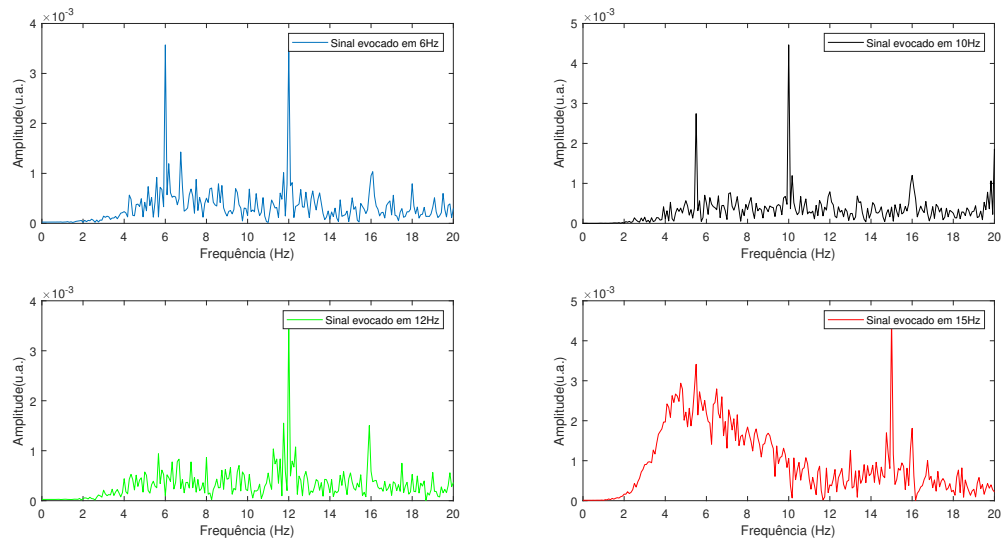 ×10⁻³
4
3
2
1
0
Amplitude(u.a.)
Sinal evocado em 6Hz
0 2 4 6 8 10 12 14 16 18 20
Frequência (Hz)
×10⁻³
5
4
3
2
1
0
Amplitude(u.a.)
Sinal evocado em 10Hz
0 2 4 6 8 10 12 14 16 18 20
Frequência (Hz)
×10⁻³
4
3
2
1
0
Amplitude(u.a.)
Sinal evocado em 12Hz
0 2 4 6 8 10 12 14 16 18 20
Frequência (Hz)
×10⁻³
5
4
3
2
1
0
Amplitude(u.a.)
Sinal evocado em 15Hz
0 2 4 6 8 10 12 14 16 18 20
Frequência (Hz)